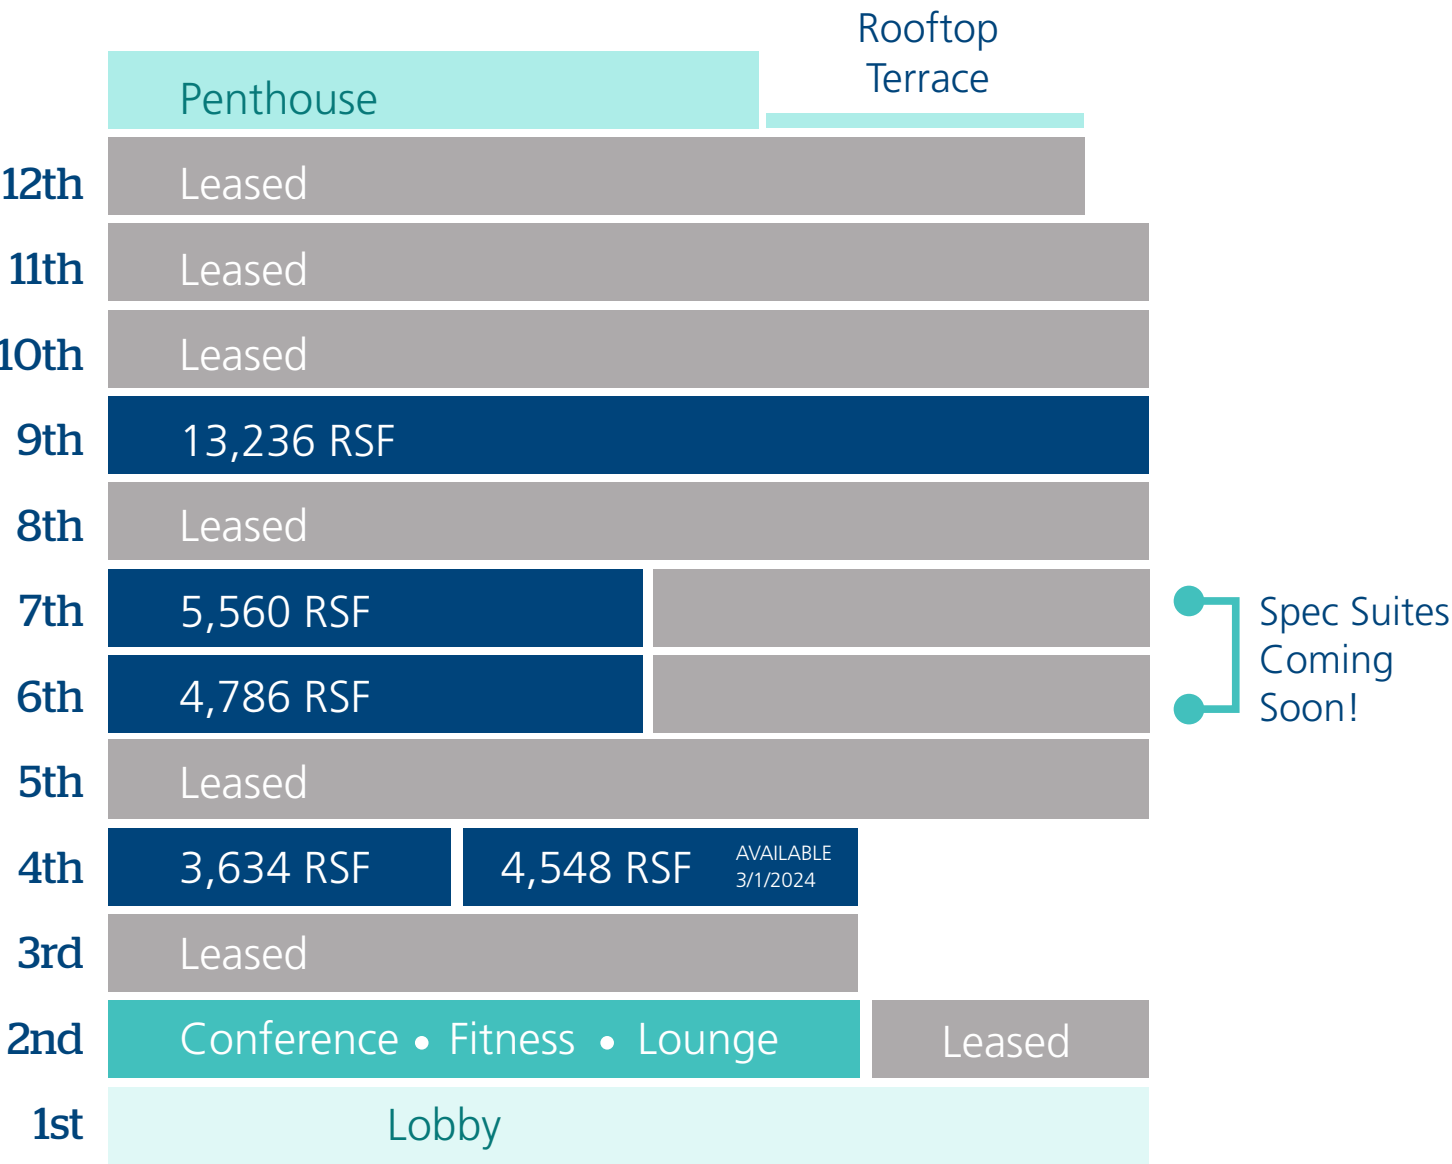 Rooftop
Terrace
Penthouse
12th Leased
11th Leased
10th Leased
9th 13,236 RSF
8th Leased
7th 5,560 RSF
6th 4,786 RSF
Spec Suites
Coming
Soon!
5th Leased
4th 3,634 RSF 4,548 RSF AVAILABLE
3/1/2024
3rd Leased
2nd Conference • Fitness • Lounge Leased
1st Lobby